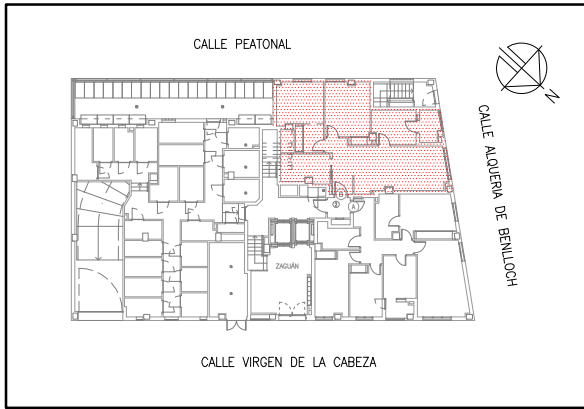 CALLE PEATONAL
N
CALLE ALQUERIA DE BENLLOCH
B
A
ZAGUÁN
CALLE VIRGEN DE LA CABEZA